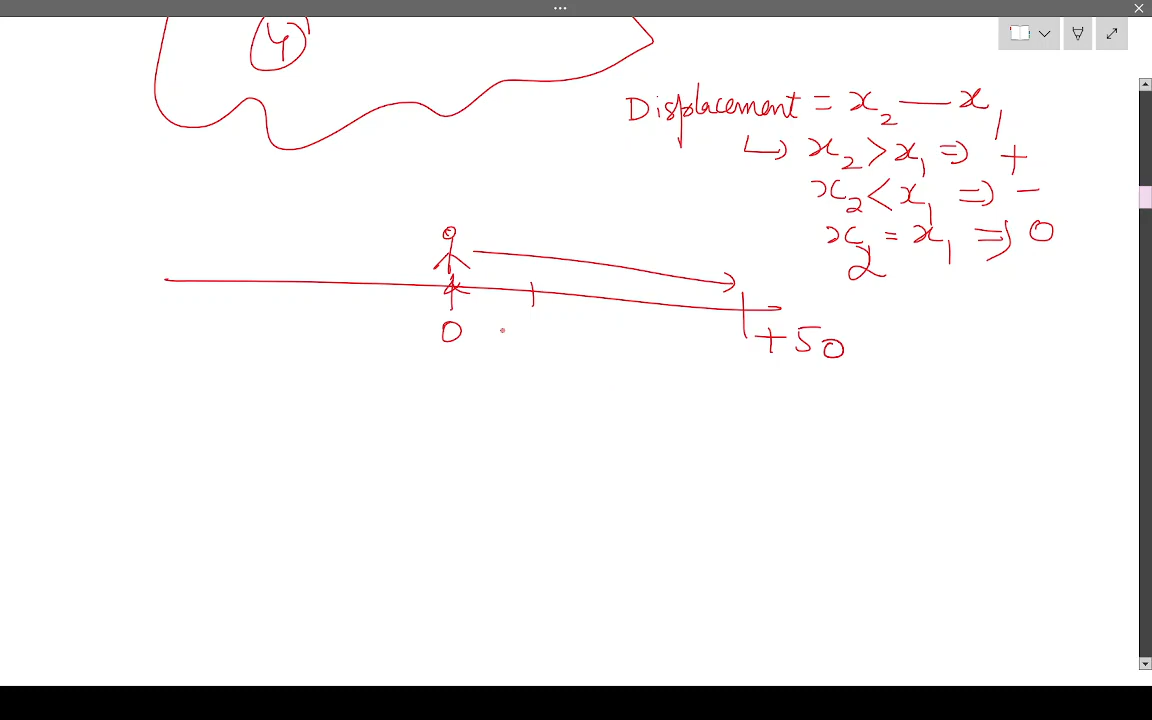 4
Displacement = x₂ — x₁
↳ x₂ > x₁ ⇒ +
x₂ < x₁ ⇒ −
x₂ = x₁ ⇒ 0
0
+50